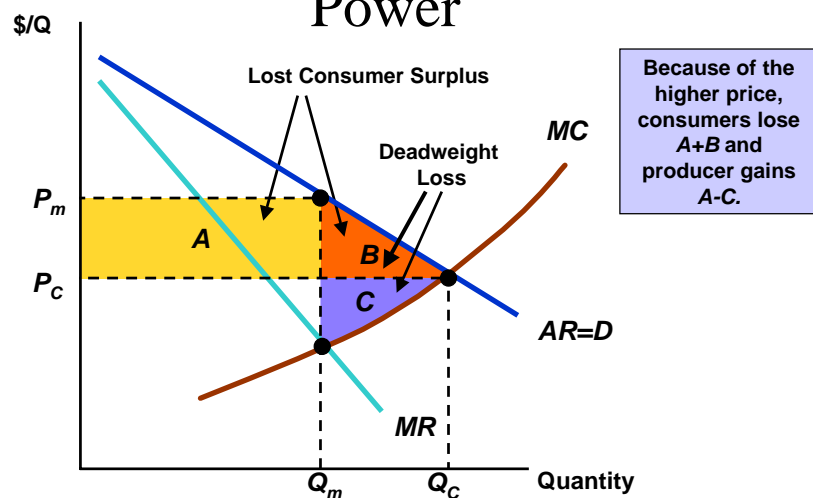 Power
$/Q
Lost Consumer Surplus
Because of the
higher price,
consumers lose
A+B and
producer gains
A-C.
MC
Deadweight
Loss
Pm
A
B
PC
C
AR=D
MR
Qm
QC
Quantity